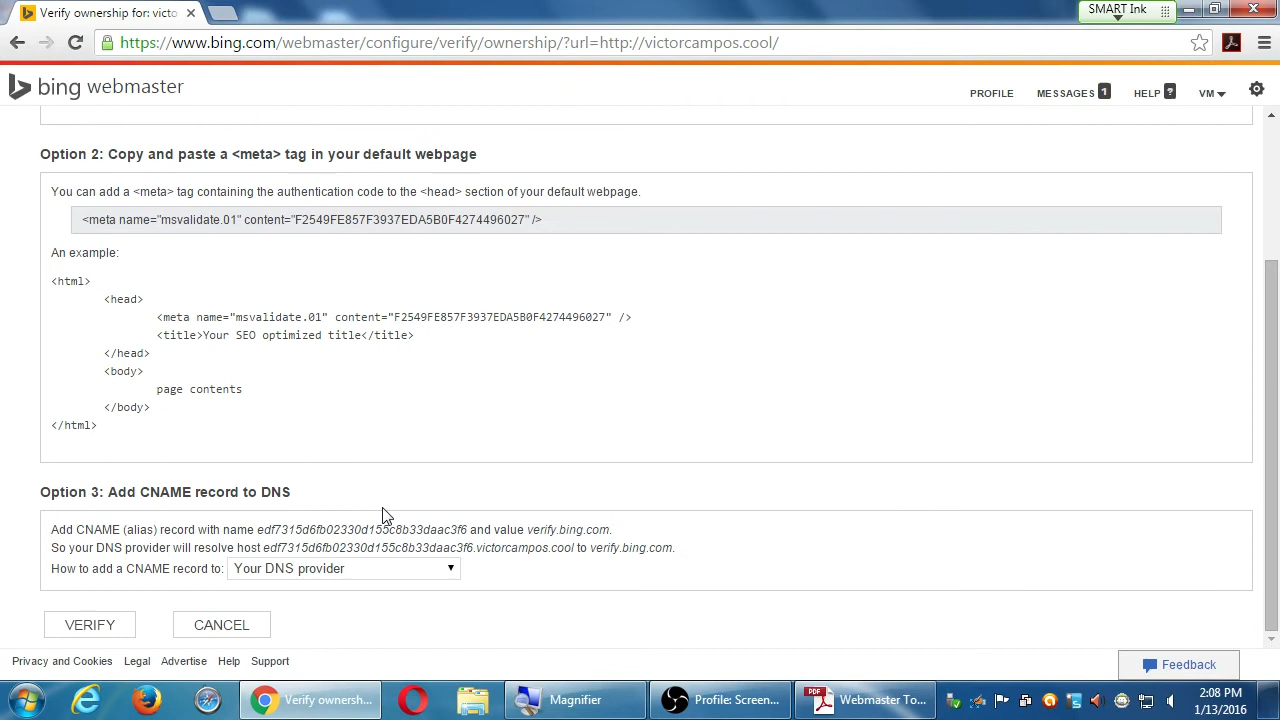 Verify ownership for: victo
SMART Ink
https://www.bing.com/webmaster/configure/verify/ownership/?url=http://victorcampos.cool/
bing webmaster
PROFILE
MESSAGES 1
HELP ?
VM
Option 2: Copy and paste a <meta> tag in your default webpage
You can add a <meta> tag containing the authentication code to the <head> section of your default webpage.
<meta name="msvalidate.01" content="F2549FE857F3937EDA5B0F4274496027" />
An example:
<html>
<head>
<meta name="msvalidate.01" content="F2549FE857F3937EDA5B0F4274496027" />
<title>Your SEO optimized title</title>
</head>
<body>
page contents
</body>
</html>
Option 3: Add CNAME record to DNS
Add CNAME (alias) record with name edf7315d6fb02330d155c8b33daac3f6 and value verify.bing.com.
So your DNS provider will resolve host edf7315d6fb02330d155c8b33daac3f6.victorcampos.cool to verify.bing.com.
How to add a CNAME record to: Your DNS provider
VERIFY
CANCEL
Privacy and Cookies Legal Advertise Help Support
Feedback
Verify ownersh...
Magnifier
Profile: Screen...
PDF
Webmaster To...
2:08 PM
1/13/2016